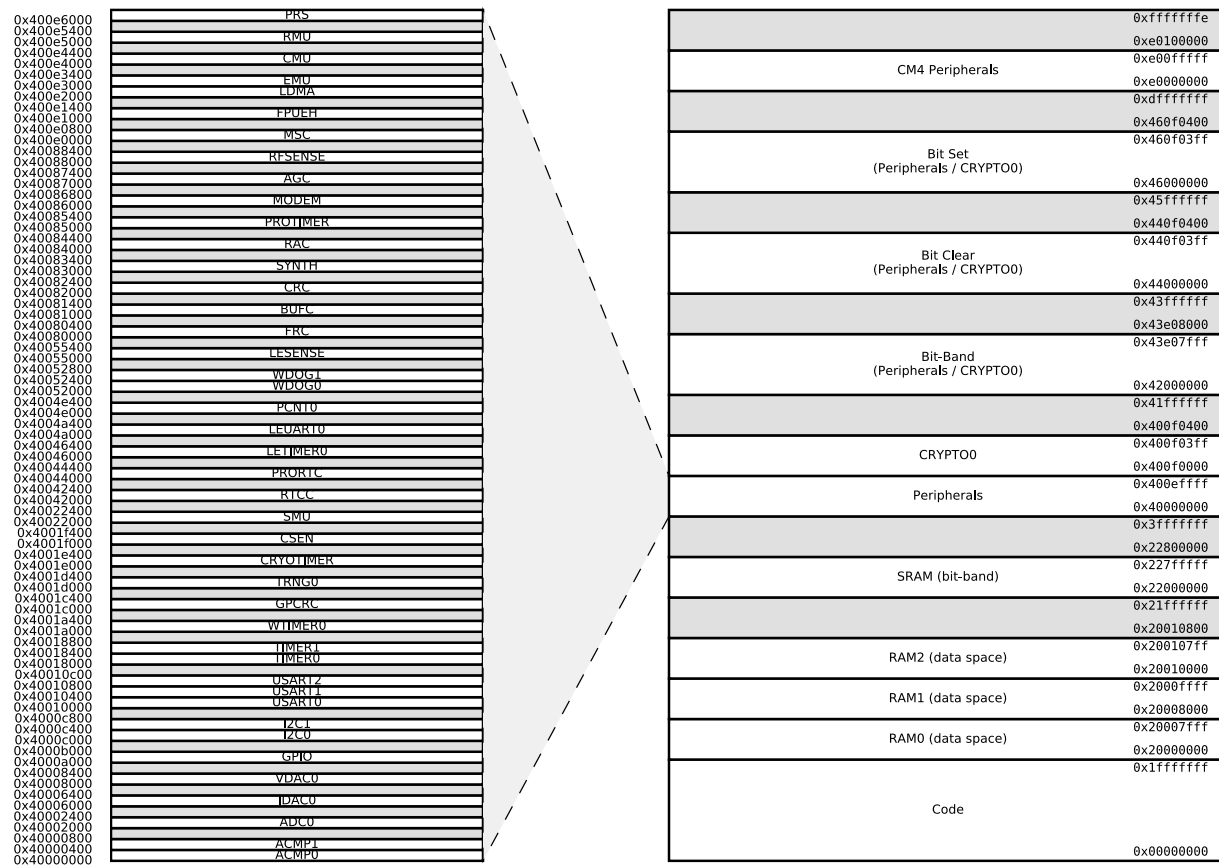 0x400e6000
0x400e5400
0x400e5000
0x400e4400
0x400e4000
0x400e3400
0x400e3000
0x400e2000
0x400e1400
0x400e1000
0x400e0800
0x400e0000
0x40088400
0x40088000
0x40087400
0x40087000
0x40086800
0x40086000
0x40085400
0x40085000
0x40084400
0x40084000
0x40083400
0x40083000
0x40082400
0x40082000
0x40081400
0x40081000
0x40080400
0x40080000
0x40055400
0x40055000
0x40052800
0x40052400
0x40052000
0x4004e400
0x4004e000
0x4004a400
0x4004a000
0x40046400
0x40046000
0x40044400
0x40044000
0x40042400
0x40042000
0x40022400
0x40022000
0x4001f400
0x4001f000
0x4001e400
0x4001e000
0x4001d400
0x4001d000
0x4001c400
0x4001c000
0x4001a400
0x4001a000
0x40018800
0x40018400
0x40018000
0x40010c00
0x40010800
0x40010400
0x40010000
0x4000c800
0x4000c400
0x4000c000
0x4000b000
0x4000a000
0x40008400
0x40008000
0x40006400
0x40006000
0x40002400
0x40002000
0x40000800
0x40000400
0x40000000
PRS
RMU
CMU
EMU
LDMA
FPUEH
MSC
RFSENSE
AGC
MODEM
PROTIMER
RAC
SYNTH
CRC
BUFC
FRC
LESENSE
WDOG1
WDOG0
PCNT0
LEUART0
LETIMER0
PRORTC
RTCC
SMU
CSEN
CRYOTIMER
TRNG0
GPCRC
WTIMER0
TIMER1
TIMER0
USART2
USART1
USART0
I2C1
I2C0
GPIO
VDAC0
IDAC0
ADC0
ACMP1
ACMP0
0xfffffffe
0xe0100000
0xe00fffff
CM4 Peripherals
0xe0000000
0xdfffffff
0x460f0400
0x460f03ff
Bit Set
(Peripherals / CRYPTO0)
0x46000000
0x45ffffff
0x440f0400
0x440f03ff
Bit Clear
(Peripherals / CRYPTO0)
0x44000000
0x43ffffff
0x43e08000
0x43e07fff
Bit-Band
(Peripherals / CRYPTO0)
0x42000000
0x41ffffff
0x400f0400
0x400f03ff
CRYPTO0
0x400f0000
0x400effff
Peripherals
0x40000000
0x3fffffff
0x22800000
0x227fffff
SRAM (bit-band)
0x22000000
0x21ffffff
0x20010800
0x200107ff
RAM2 (data space)
0x20010000
0x2000ffff
RAM1 (data space)
0x20008000
0x20007fff
RAM0 (data space)
0x20000000
0x1fffffff
Code
0x00000000